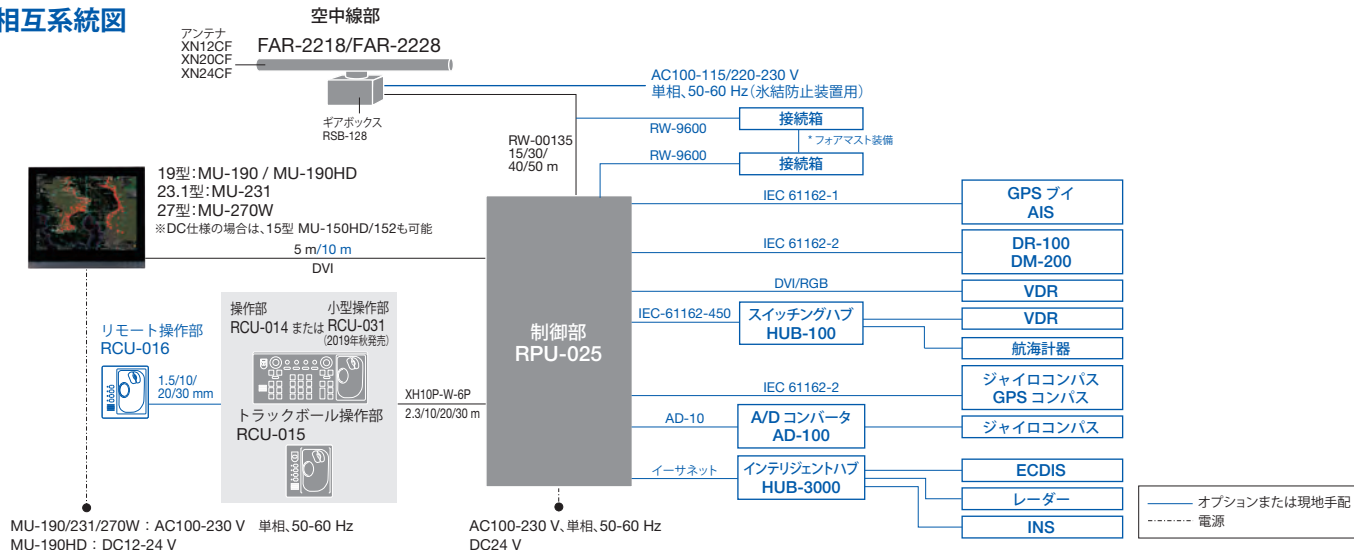 相互系統図
空中線部
FAR-2218/FAR-2228
アンテナ
XN12CF
XN20CF
XN24CF
ギアボックス
RSB-128
AC100-115/220-230 V
単相、50-60 Hz(氷結防止装置用)
RW-00135
15/30/
40/50 m
RW-9600
接続箱
* フォアマスト装備
RW-9600
接続箱
19型:MU-190 / MU-190HD
23.1型:MU-231
27型:MU-270W
※DC仕様の場合は、15型 MU-150HD/152も可能
5 m/10 m
DVI
リモート操作部
RCU-016
1.5/10/
20/30 mm
操作部
RCU-014 または
小型操作部
RCU-031
(2019年秋発売)
トラックボール操作部
RCU-015
XH10P-W-6P
2.3/10/20/30 m
制御部
RPU-025
IEC 61162-1
GPS ブイ
AIS
IEC 61162-2
DR-100
DM-200
DVI/RGB
VDR
IEC-61162-450
スイッチングハブ
HUB-100
VDR
航海計器
IEC 61162-2
ジャイロコンパス
GPS コンパス
AD-10
A/D コンバータ
AD-100
ジャイロコンパス
イーサネット
インテリジェントハブ
HUB-3000
ECDIS
レーダー
INS
オプションまたは現地手配
電源
MU-190/231/270W : AC100-230 V 単相、50-60 Hz
MU-190HD : DC12-24 V
AC100-230 V、単相、50-60 Hz
DC24 V